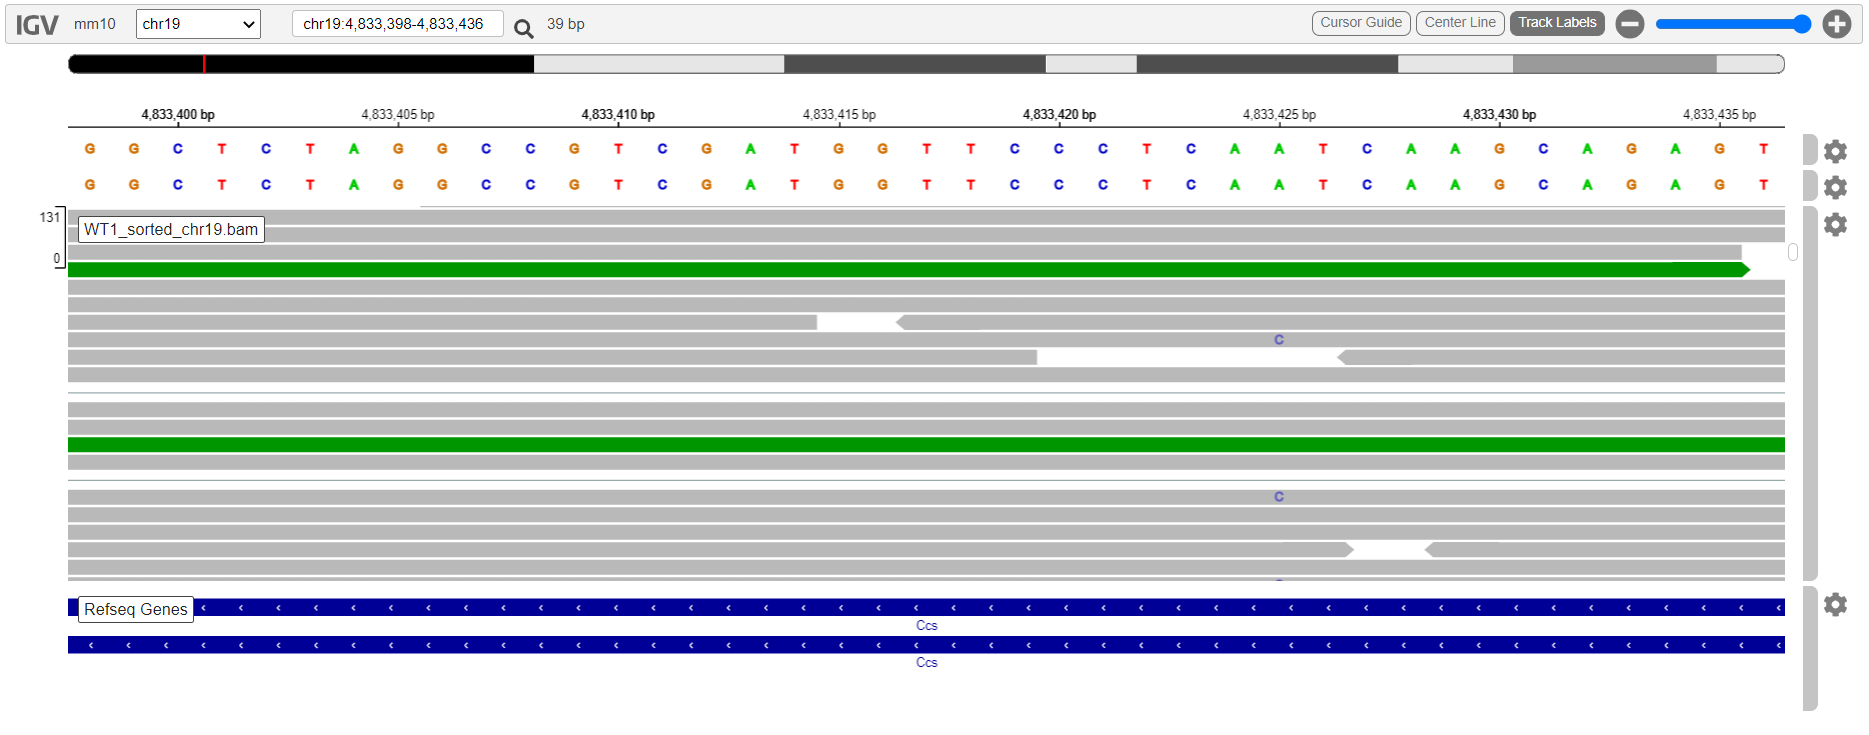 IGV mm10 chr19 chr19:4,833,398-4,833,436 39 bp Cursor Guide Center Line Track Labels
4,833,400 bp 4,833,405 bp 4,833,410 bp 4,833,415 bp 4,833,420 bp 4,833,425 bp 4,833,430 bp 4,833,435 bp
G G C T C T A G G C C G T C G A T G G T T C C C T C A A T C A A G C A G A G T
G G C T C T A G G C C G T C G A T G G T T C C C T C A A T C A A G C A G A G T
131
WT1_sorted_chr19.bam
0
C
C
Refseq Genes
Ccs
Ccs